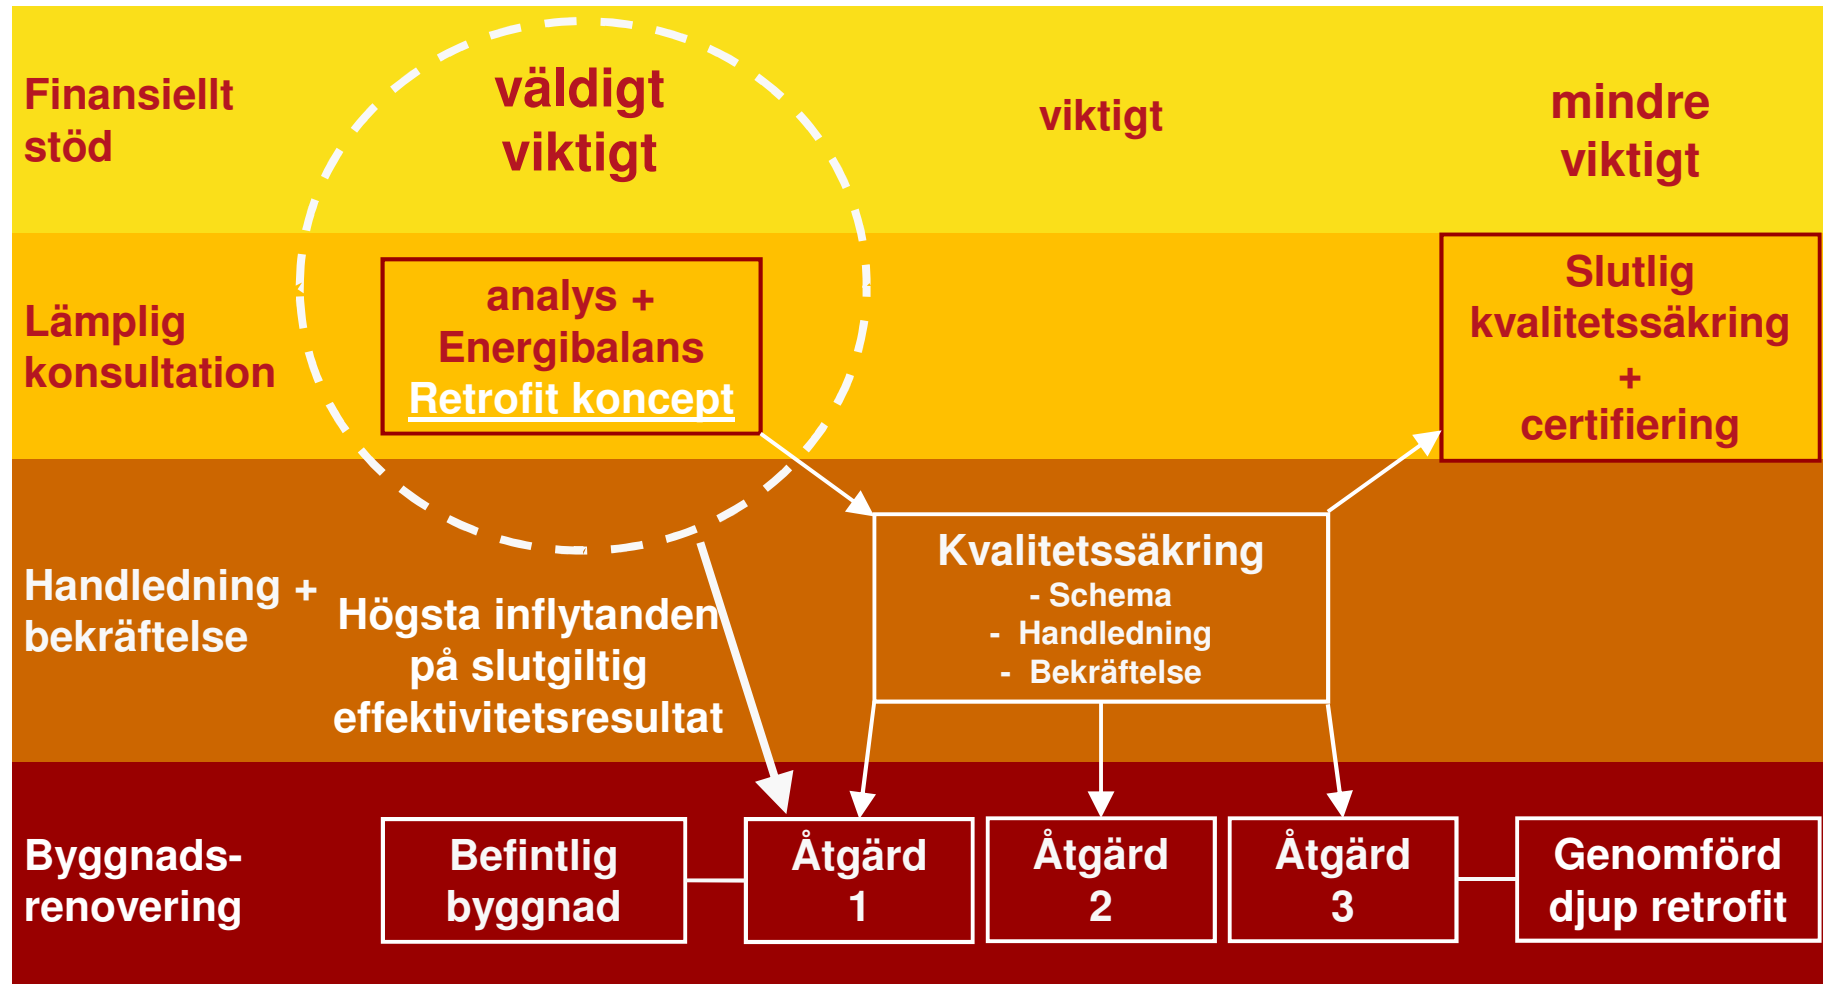 Finansiellt
stöd
väldigt
viktigt
viktigt
mindre
viktigt
Lämplig
konsultation
analys +
Energibalans
Retrofit koncept
Slutlig
kvalitetssäkring
+
certifiering
Handledning +
bekräftelse
Högsta inflytanden
på slutgiltig
effektivitetsresultat
Kvalitetssäkring
- Schema
- Handledning
- Bekräftelse
Byggnads-
renovering
Befintlig
byggnad
Åtgärd
1
Åtgärd
2
Åtgärd
3
Genomförd
djup retrofit